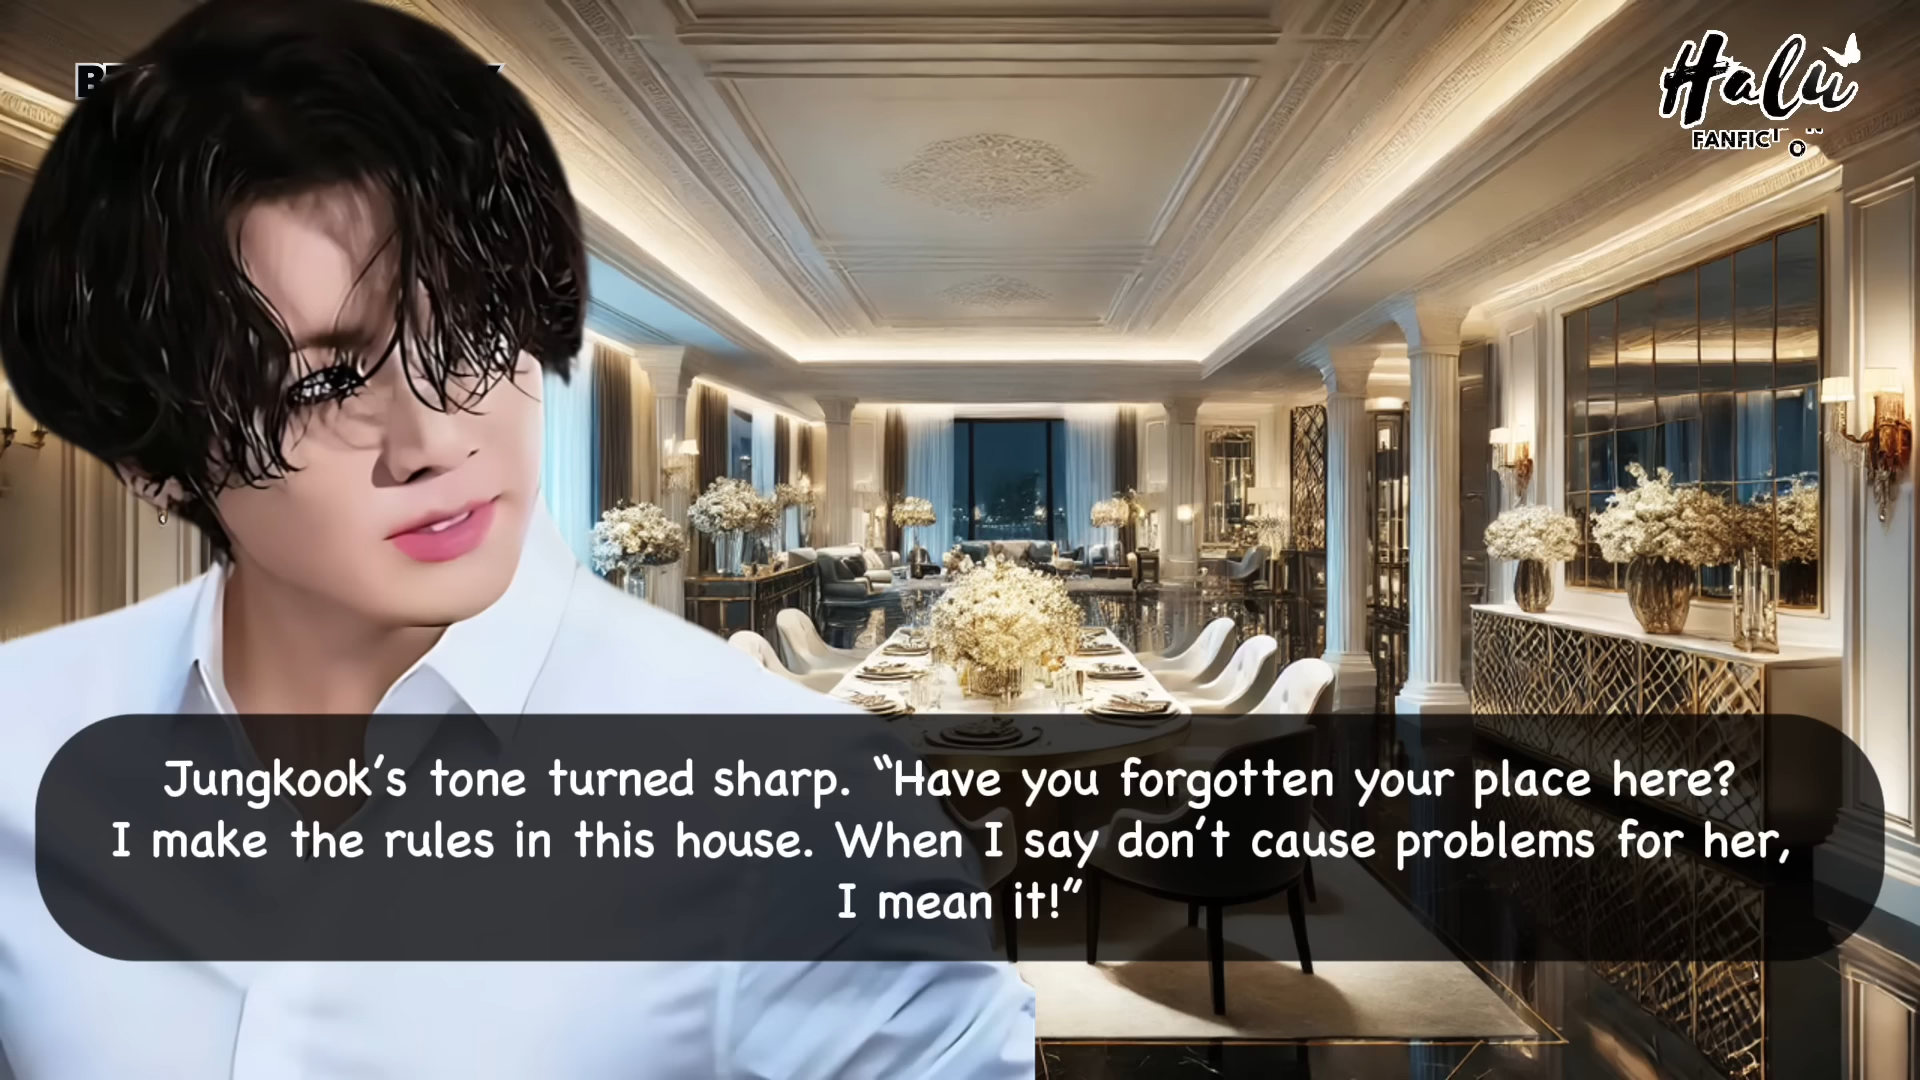 Halu
FANFICTION
Jungkook's tone turned sharp. “Have you forgotten your place here?
I make the rules in this house. When I say don't cause problems for her,
I mean it!”